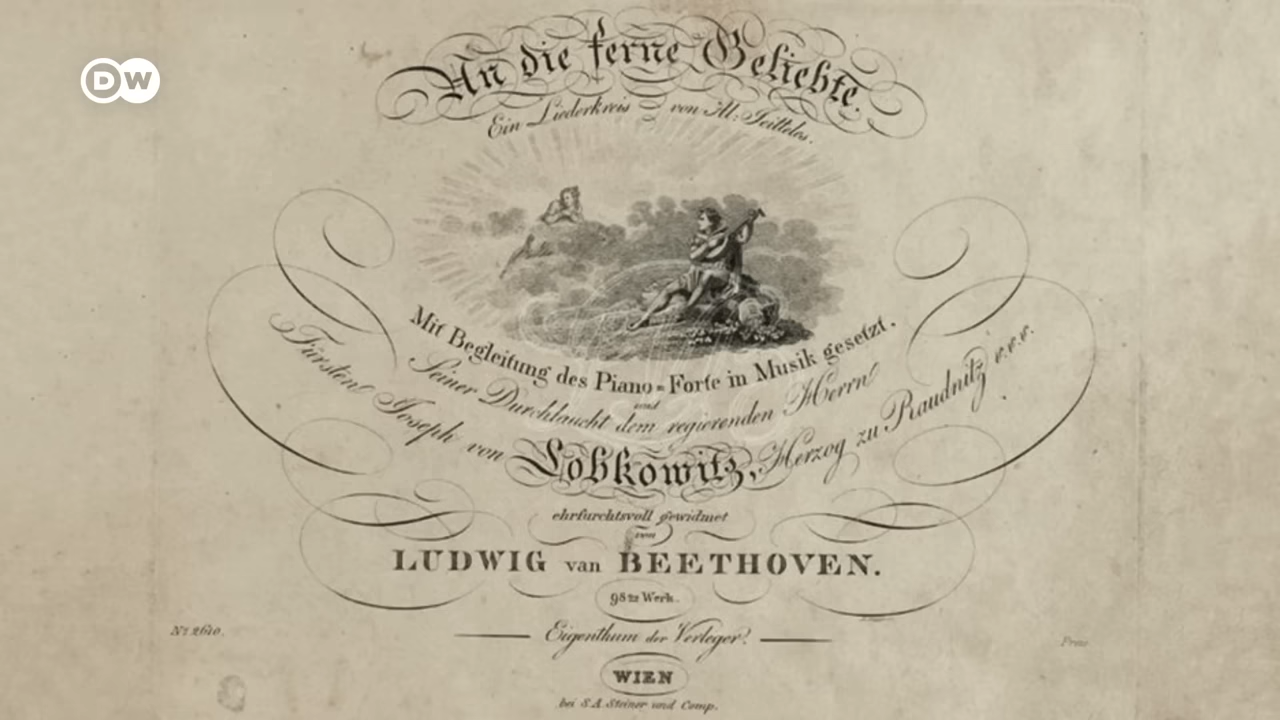 DW
An die ferne Geliebte.
Ein Liederkreis von Al: Jeitteles.
Mit Begleitung des Piano=Forte in Musik gesetzt.
und
Seiner Durchlaucht dem regierenden Herrn
Fürsten Joseph von Lobkowitz, Herzog zu Raudnitz r.r.r.
ehrfurchtsvoll gewidmet
von
LUDWIG van BEETHOVEN.
98tes Werk.
Eigenthum der Verleger.
WIEN
bei S.A. Steiner und Comp.
No 2610.
Preis